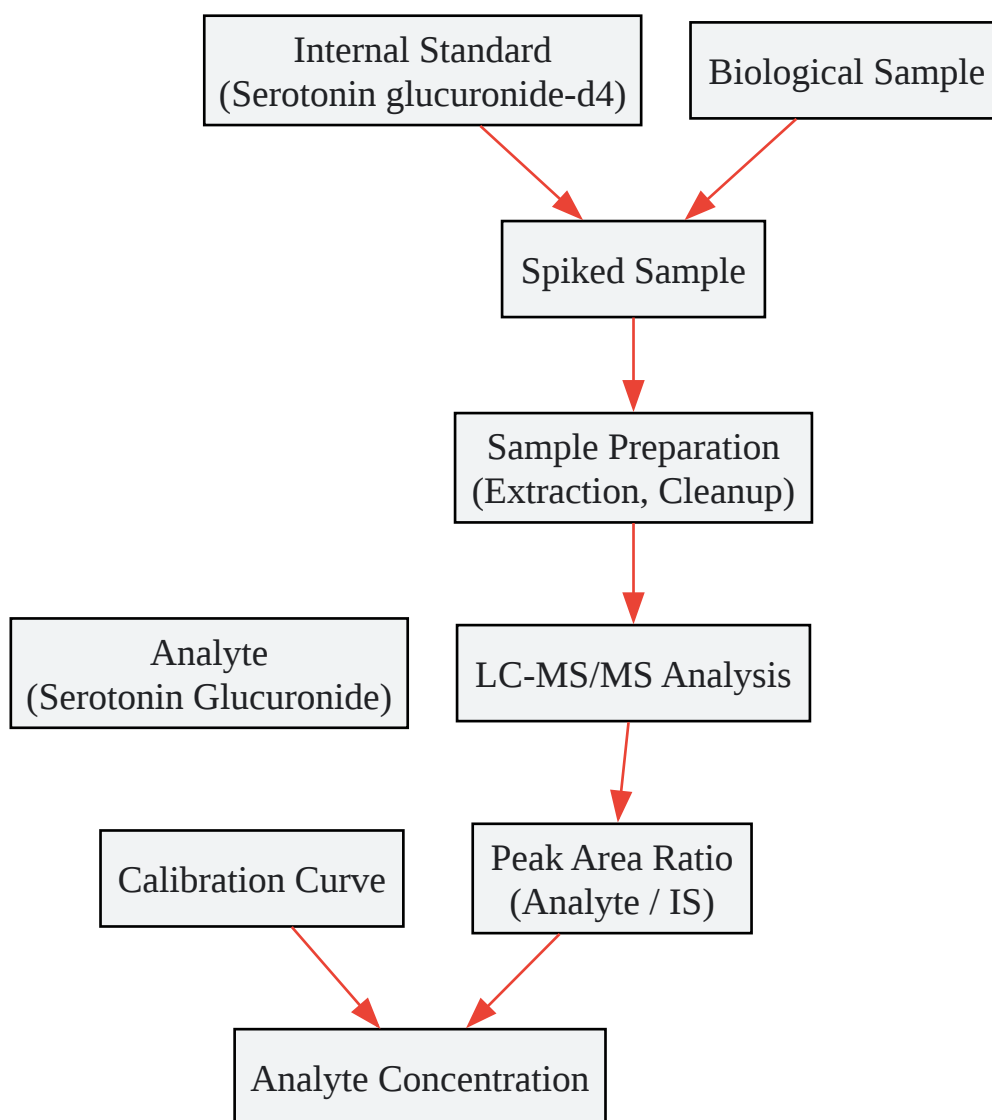 Internal Standard
(Serotonin glucuronide-d4)
Biological Sample
Spiked Sample
Sample Preparation
(Extraction, Cleanup)
Analyte
(Serotonin Glucuronide)
LC-MS/MS Analysis
Calibration Curve
Peak Area Ratio
(Analyte / IS)
Analyte Concentration